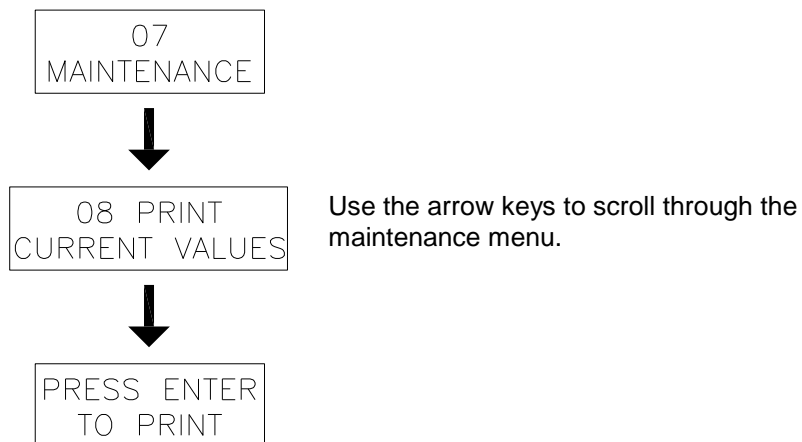 07
MAINTENANCE
08 PRINT
CURRENT VALUES
Use the arrow keys to scroll through the
maintenance menu.
PRESS ENTER
TO PRINT